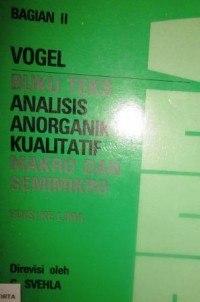 BAGIAN II
VOGEL
BUKU TEKS
ANALISIS
ANORGANIK
KUALITATIF
MAKRO DAN
SEMIMIKRO
Direvisi oleh
G. SVEHLA